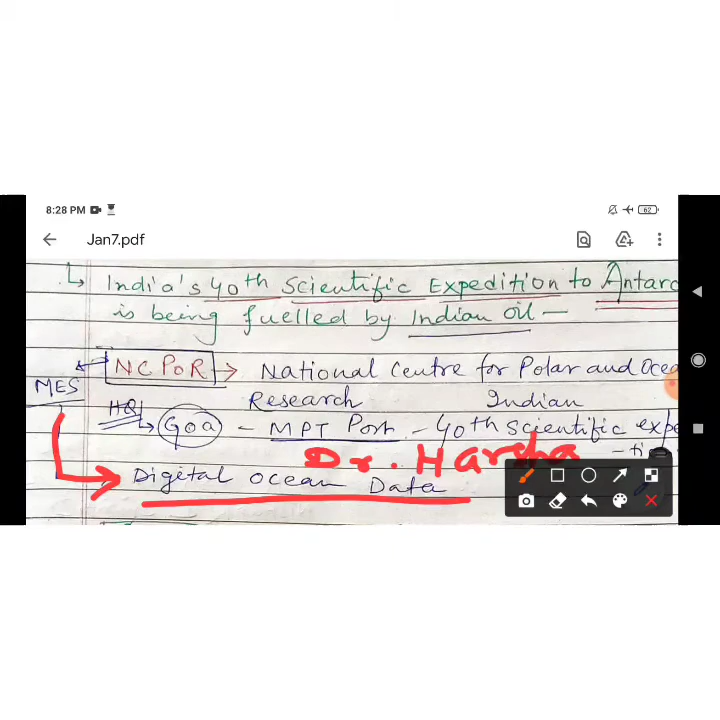 8:28 PM 62
Jan7.pdf
India's 40th Scientific Expedition to Antarc
is being fuelled by Indian oil —
NCPOR → National Centre for Polar and Ocea
MES Research Indian
HQ Goa - MPT Port - 40th scientific expe
Dr. Harsha -ti
Digital ocean Data